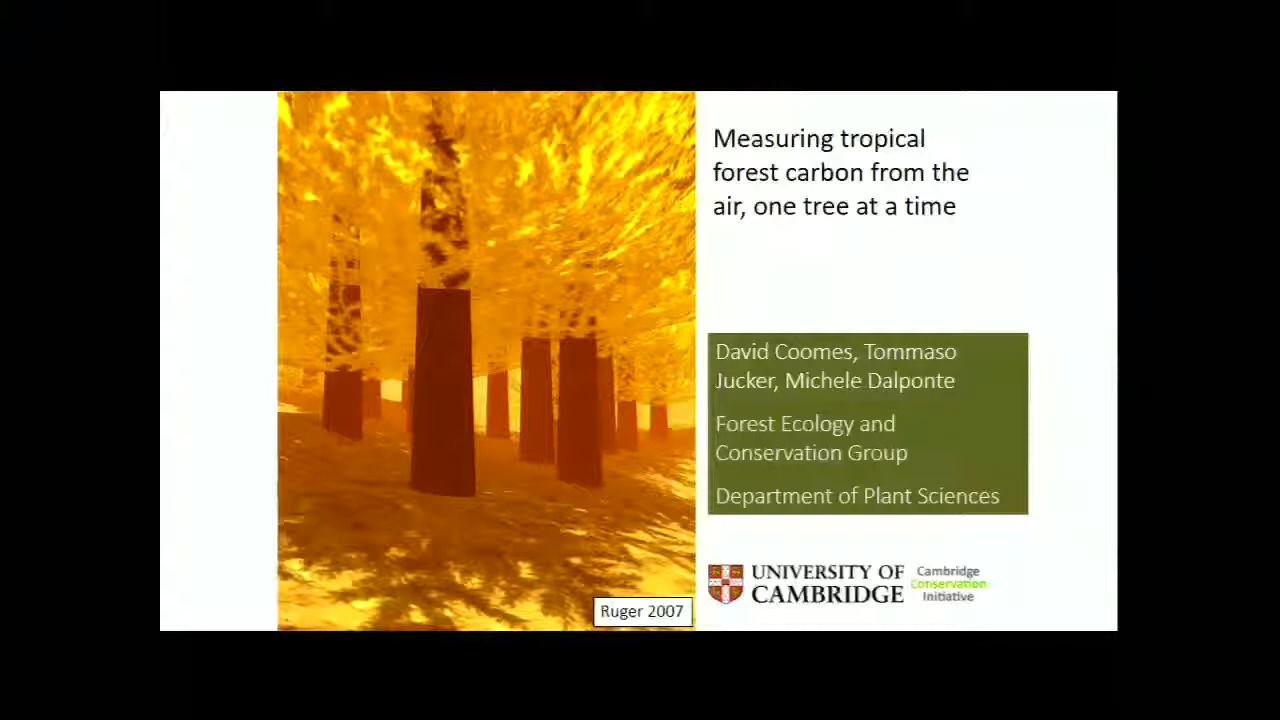 Measuring tropical
forest carbon from the
air, one tree at a time
David Coomes, Tommaso
Jucker, Michele Dalponte
Forest Ecology and
Conservation Group
Department of Plant Sciences
UNIVERSITY OF
CAMBRIDGE
Cambridge
Conservation
Initiative
Ruger 2007